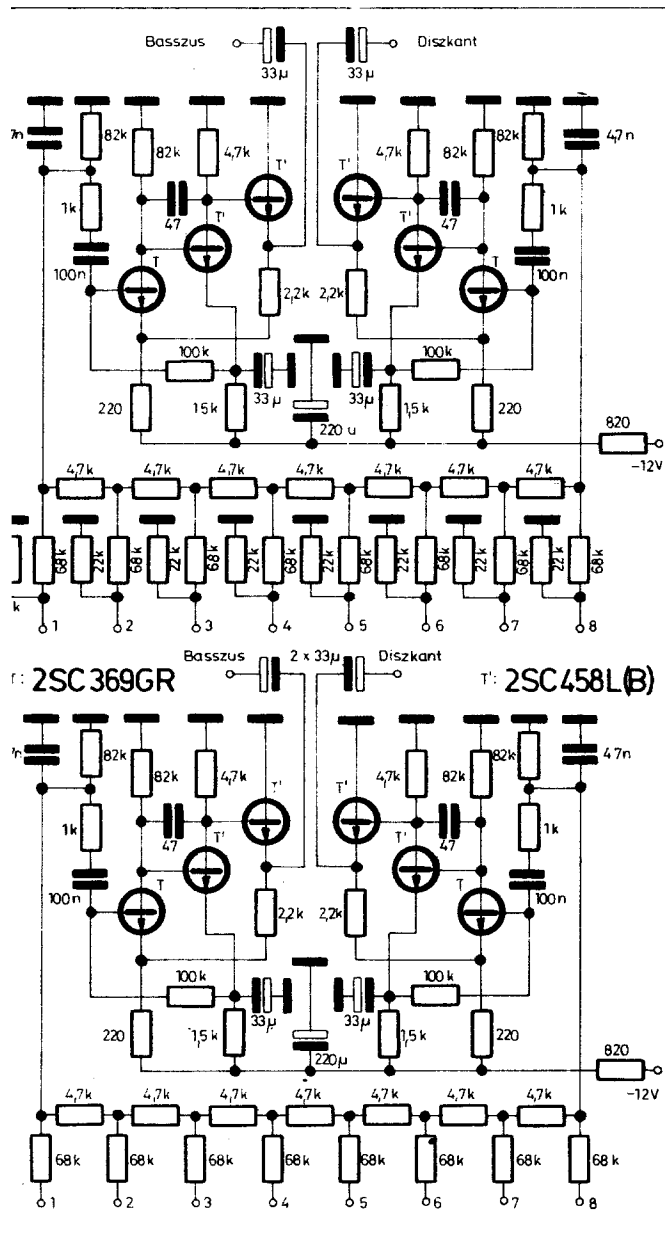 Basszus Diszkant
33µ 33µ
7n 82k 82k 4,7k T' T' 4,7k 82k 82k 4,7n
1k 47 T' T' 47 1k
100n T 2,2k 2,2k T 100n
100k 100k
220 15k 33µ 220 u 33µ 1,5k 220 820
-12V
4,7k 4,7k 4,7k 4,7k 4,7k 4,7k 4,7k
68k 22k 68k 22k 68k 22k 68k 22k 68k 22k 68k 22k 68k 22k 68k
k
1 2 3 4 5 6 7 8
Basszus 2 x 33µ Diszkant
T: 2SC369GR T': 2SC458L(B)
7n 82k 82k 4,7k T' T' 4,7k 82k 82k 4.7n
1k 47 T' T' 47 1k
100n T 2,2k 2,2k T 100n
100k 100k
220 1,5k 33µ 220µ 33µ 1,5k 220 820
-12V
4,7k 4,7k 4,7k 4,7k 4,7k 4,7k 4,7k
68k 68k 68k 68k 68k 68k 68k 68k
1 2 3 4 5 6 7 8